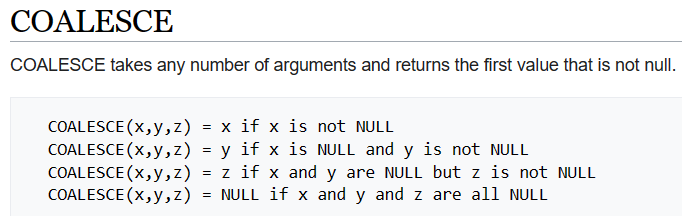 COALESCE
COALESCE takes any number of arguments and returns the first value that is not null.
COALESCE(x,y,z) = x if x is not NULL
COALESCE(x,y,z) = y if x is NULL and y is not NULL
COALESCE(x,y,z) = z if x and y are NULL but z is not NULL
COALESCE(x,y,z) = NULL if x and y and z are all NULL